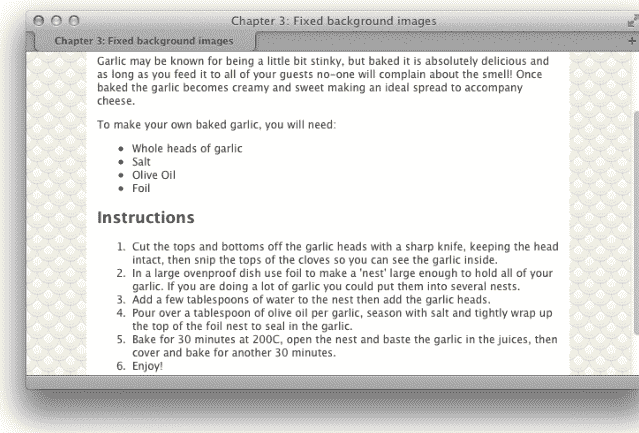 Chapter 3: Fixed background images
Chapter 3: Fixed background images
Garlic may be known for being a little bit stinky, but baked it is absolutely delicious and
as long as you feed it to all of your guests no-one will complain about the smell! Once
baked the garlic becomes creamy and sweet making an ideal spread to accompany
cheese.
To make your own baked garlic, you will need:
• Whole heads of garlic
• Salt
• Olive Oil
• Foil
Instructions
1. Cut the tops and bottoms off the garlic heads with a sharp knife, keeping the head
intact, then snip the tops of the cloves so you can see the garlic inside.
2. In a large ovenproof dish use foil to make a 'nest' large enough to hold all of your
garlic. If you are doing a lot of garlic you could put them into several nests.
3. Add a few tablespoons of water to the nest then add the garlic heads.
4. Pour over a tablespoon of olive oil per garlic, season with salt and tightly wrap up
the top of the foil nest to seal in the garlic.
5. Bake for 30 minutes at 200C, open the nest and baste the garlic in the juices, then
cover and bake for another 30 minutes.
6. Enjoy!